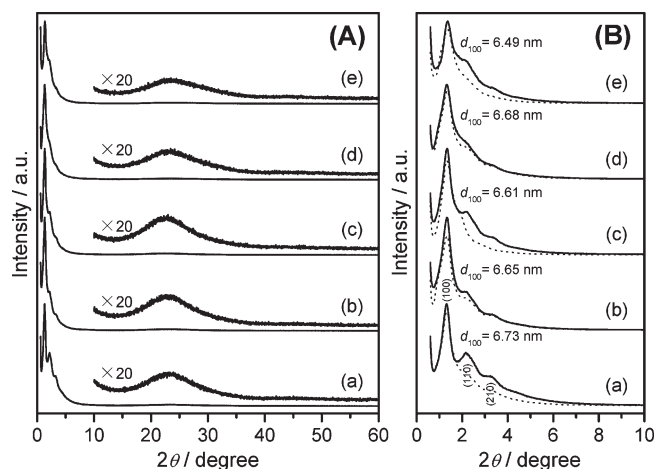 (A)
× 20
(e)
× 20
(d)
× 20
(c)
× 20
(b)
× 20
(a)
Intensity / a.u.
0 10 20 30 40 50 60
2θ / degree
(B)
d100 = 6.49 nm
(e)
d100 = 6.68 nm
(d)
d100 = 6.61 nm
(c)
d100 = 6.65 nm
(100)
(b)
d100 = 6.73 nm
(110)
(210)
(a)
Intensity / a.u.
0 2 4 6 8 10
2θ / degree